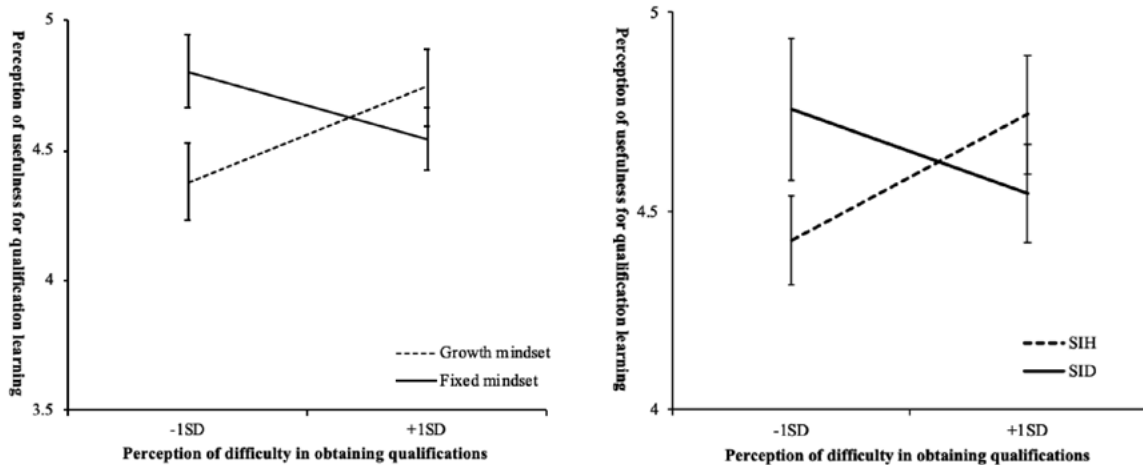 Perception of usefulness for qualification learning
5
4.5
4
3.5
Growth mindset
Fixed mindset
-1SD
+1SD
Perception of difficulty in obtaining qualifications
Perception of usefulness for qualification learning
5
4.5
4
SIH
SID
-1SD
+1SD
Perception of difficulty in obtaining qualifications